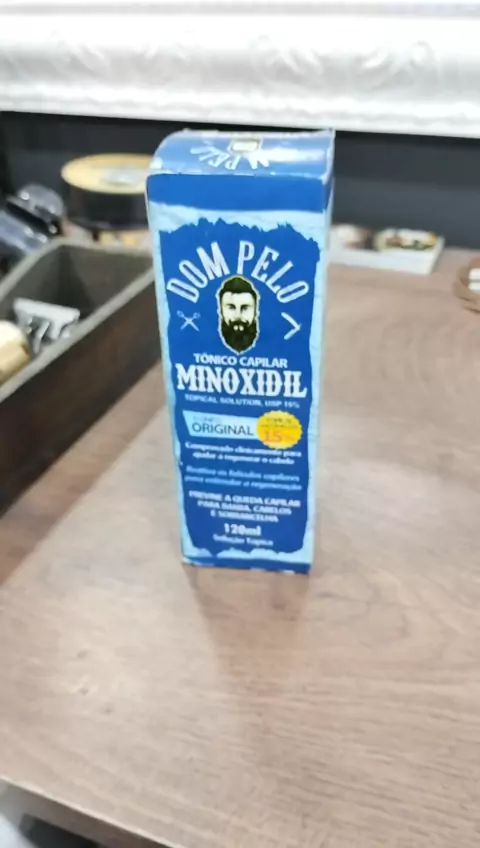 DOM PELO
TÔNICO CAPILAR
MINOXIDIL
TOPICAL SOLUTION, USP 15%
ORIGINAL
15
Comprovado clinicamente para
ajudar a regenerar o cabelo
Reativa os folículos capilares
para estimular a regeneração
PREVINE A QUEDA CAPILAR
PARA BARBA, CABELOS
E SOBRANCELHA
120ml
Solução Tópica